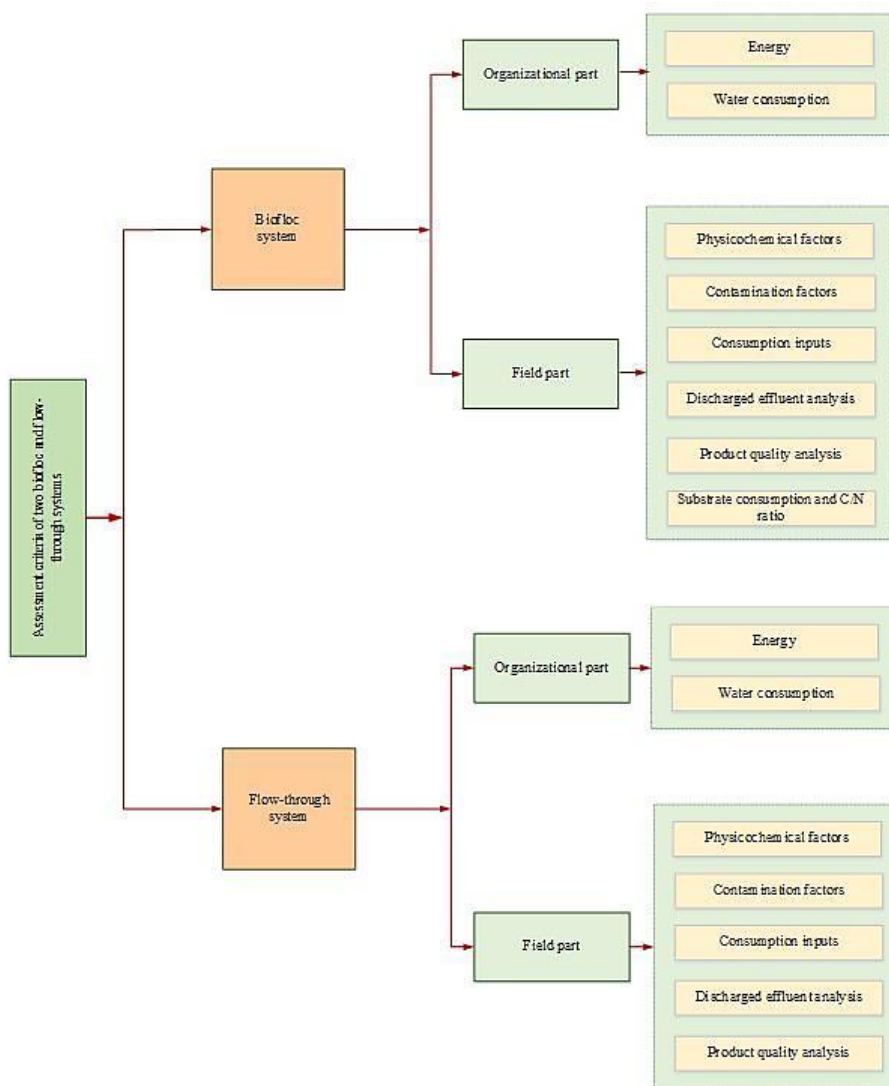 Assessment criteria of two biofloc and flow-
through systems
Biofloc
system
Organizational part
Energy
Water consumption
Field part
Physicochemical factors
Contamination factors
Consumption inputs
Discharged effluent analysis
Product quality analysis
Substrate consumption and C/N
ratio
Flow-through
system
Organizational part
Energy
Water consumption
Field part
Physicochemical factors
Contamination factors
Consumption inputs
Discharged effluent analysis
Product quality analysis